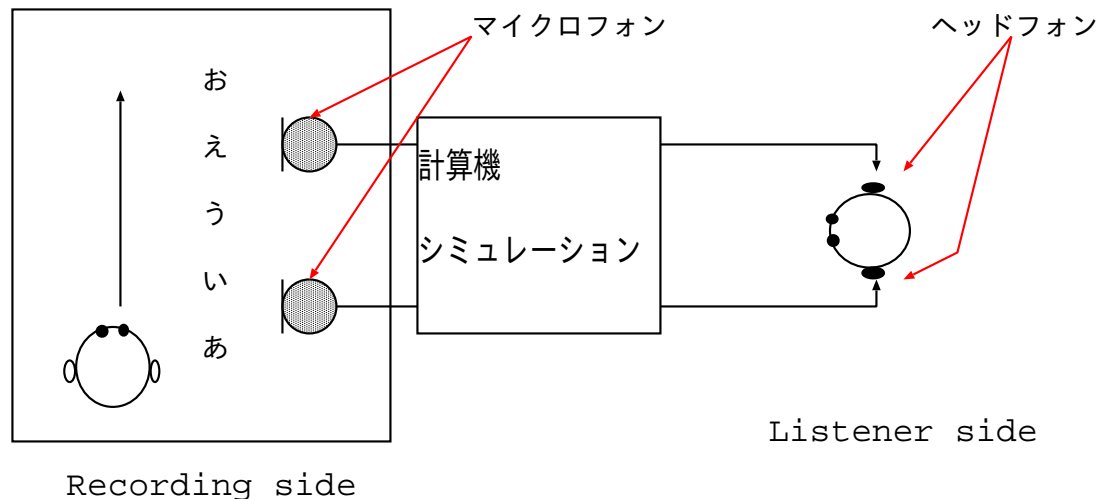 マイクロフォン
ヘッドフォン
お
え
う
い
あ
計算機
シミュレーション
Listener side
Recording side